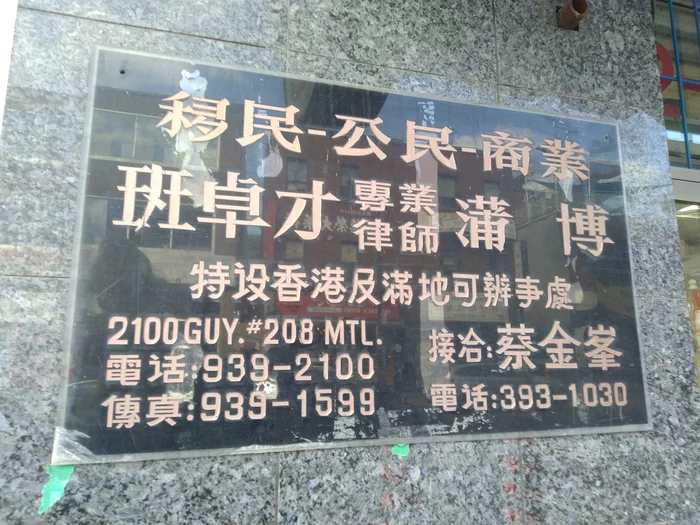 移民-公民-商業
班卓才 專業律師 蒲博
特设香港及滿地可辦事處
2100 GUY. #208 MTL.
接洽:蔡金峯
電话:939-2100
電话:393-1030
傳真:939-1599